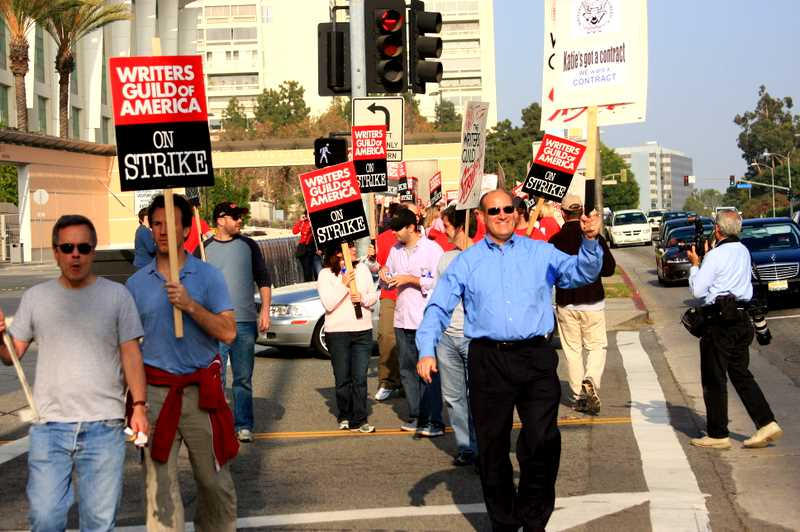 WRITERS
GUILD OF
AMERICA
ON
STRIKE
WRITERS
GUILD OF
AMERICA
ON
STRIKE
WRITERS
GUILD OF
AMERICA
ON
STRIKE
WRITERS
GUILD OF
AMERICA
ON
STRIKE
Katie's got a contract
WE WANT A
CONTRACT
ONLY